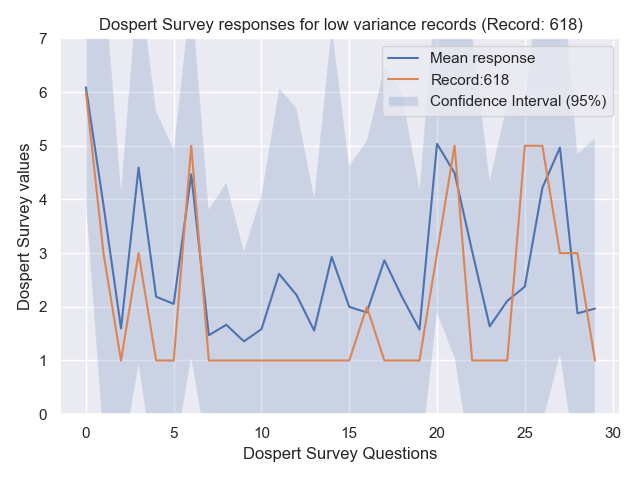 Dospert Survey responses for low variance records (Record: 618)
7
6
5
4
3
2
1
0
Dospert Survey values
Mean response
Record:618
Confidence Interval (95%)
0 5 10 15 20 25 30
Dospert Survey Questions